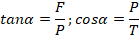 tanα = F/P ; cosα = P/T